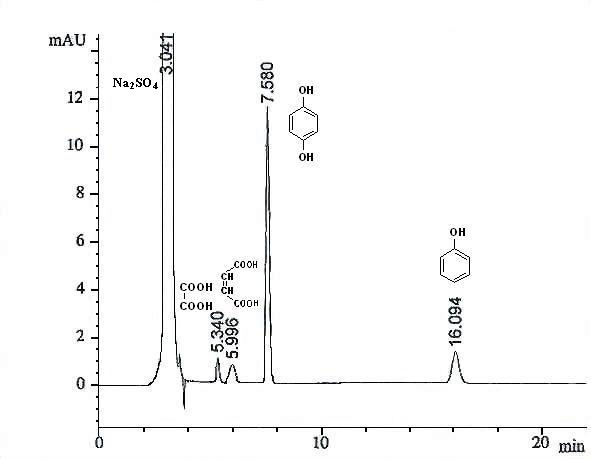 mAU
3.041
Na₂SO₄
7.580
OH
OH
12
10
8
6
4
2
0
COOH
COOH
COOH
CH
CH
COOH
5.340
5.996
OH
16.094
0
10
20
min